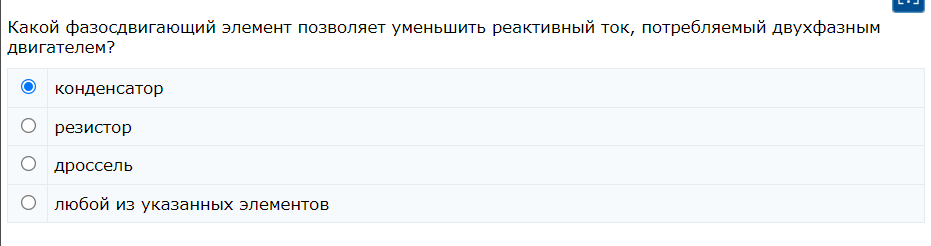 Какой фазосдвигающий элемент позволяет уменьшить реактивный ток, потребляемый двухфазным
двигателем?
конденсатор
резистор
дроссель
любой из указанных элементов